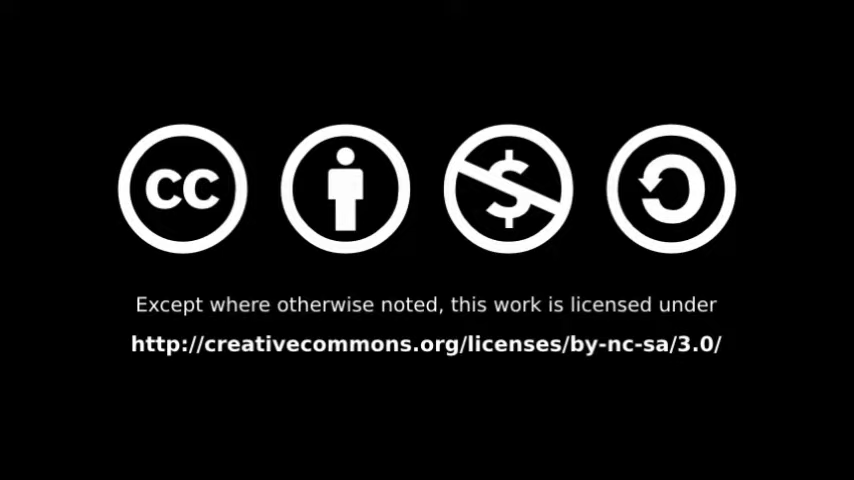 cc
$
Except where otherwise noted, this work is licensed under
http://creativecommons.org/licenses/by-nc-sa/3.0/